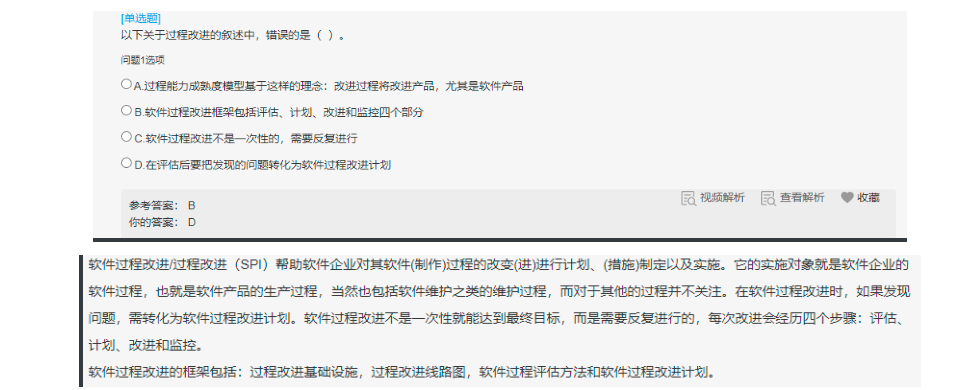 [单选题]
以下关于过程改进的叙述中，错误的是（ ）。
问题1选项
A.过程能力成熟度模型基于这样的理念：改进过程将改进产品，尤其是软件产品
B.软件过程改进框架包括评估、计划、改进和监控四个部分
C.软件过程改进不是一次性的，需要反复进行
D.在评估后要把发现的问题转化为软件过程改进计划
参考答案： B
视频解析 查看解析 收藏
你的答案： D
软件过程改进/过程改进（SPI）帮助软件企业对其软件(制作)过程的改变(进)进行计划、(措施)制定以及实施。它的实施对象就是软件企业的
软件过程，也就是软件产品的生产过程，当然也包括软件维护之类的维护过程，而对于其他的过程并不关注。在软件过程改进时，如果发现
问题，需转化为软件过程改进计划。软件过程改进不是一次性就能达到最终目标，而是需要反复进行的，每次改进会经历四个步骤：评估、
计划、改进和监控。
软件过程改进的框架包括：过程改进基础设施，过程改进线路图，软件过程评估方法和软件过程改进计划。